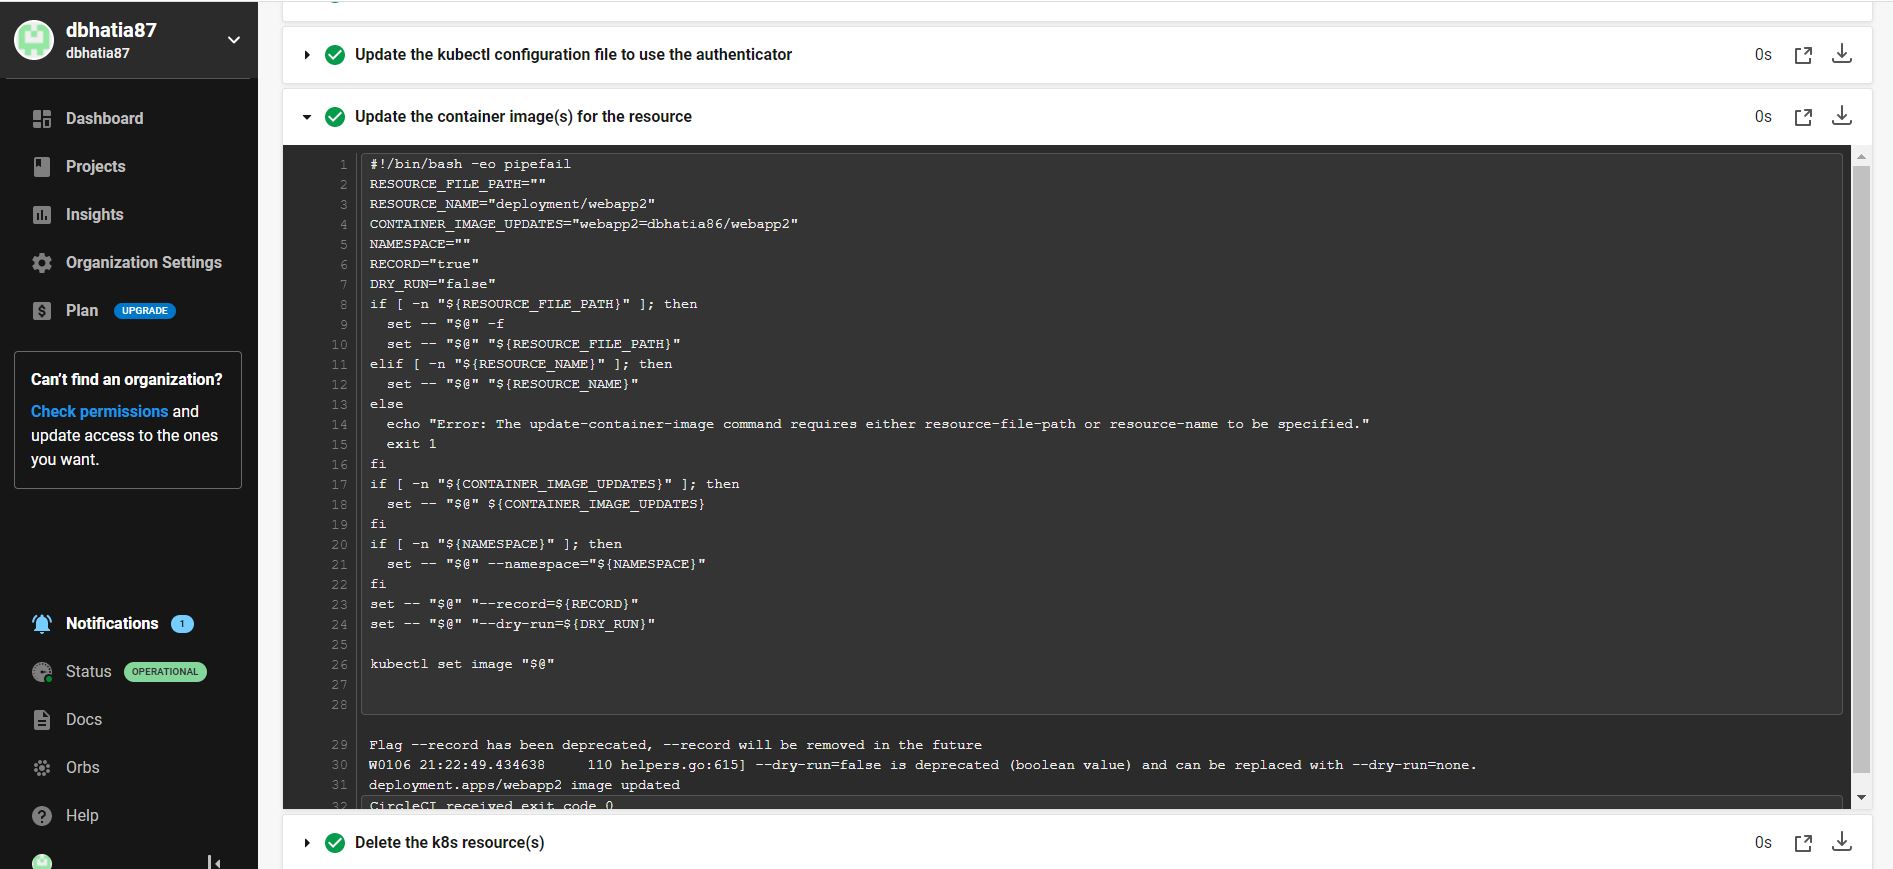 dbhatia87
dbhatia87
Dashboard
Projects
Insights
Organization Settings
Plan UPGRADE
Can't find an organization?
Check permissions and
update access to the ones
you want.
Notifications 1
Status OPERATIONAL
Docs
Orbs
Help
Update the kubectl configuration file to use the authenticator 0s
Update the container image(s) for the resource 0s
1 #!/bin/bash -eo pipefail
2 RESOURCE_FILE_PATH=""
3 RESOURCE_NAME="deployment/webapp2"
4 CONTAINER_IMAGE_UPDATES="webapp2=dbhatia86/webapp2"
5 NAMESPACE=""
6 RECORD="true"
7 DRY_RUN="false"
8 if [ -n "${RESOURCE_FILE_PATH}" ]; then
9   set -- "$@" -f
10   set -- "$@" "${RESOURCE_FILE_PATH}"
11 elif [ -n "${RESOURCE_NAME}" ]; then
12   set -- "$@" "${RESOURCE_NAME}"
13 else
14   echo "Error: The update-container-image command requires either resource-file-path or resource-name to be specified."
15   exit 1
16 fi
17 if [ -n "${CONTAINER_IMAGE_UPDATES}" ]; then
18   set -- "$@" ${CONTAINER_IMAGE_UPDATES}
19 fi
20 if [ -n "${NAMESPACE}" ]; then
21   set -- "$@" --namespace="${NAMESPACE}"
22 fi
23 set -- "$@" "--record=${RECORD}"
24 set -- "$@" "--dry-run=${DRY_RUN}"
25
26 kubectl set image "$@"
27
28
29 Flag --record has been deprecated, --record will be removed in the future
30 W0106 21:22:49.434638     110 helpers.go:615] --dry-run=false is deprecated (boolean value) and can be replaced with --dry-run=none.
31 deployment.apps/webapp2 image updated
32 CircleCI received exit code 0
Delete the k8s resource(s) 0s